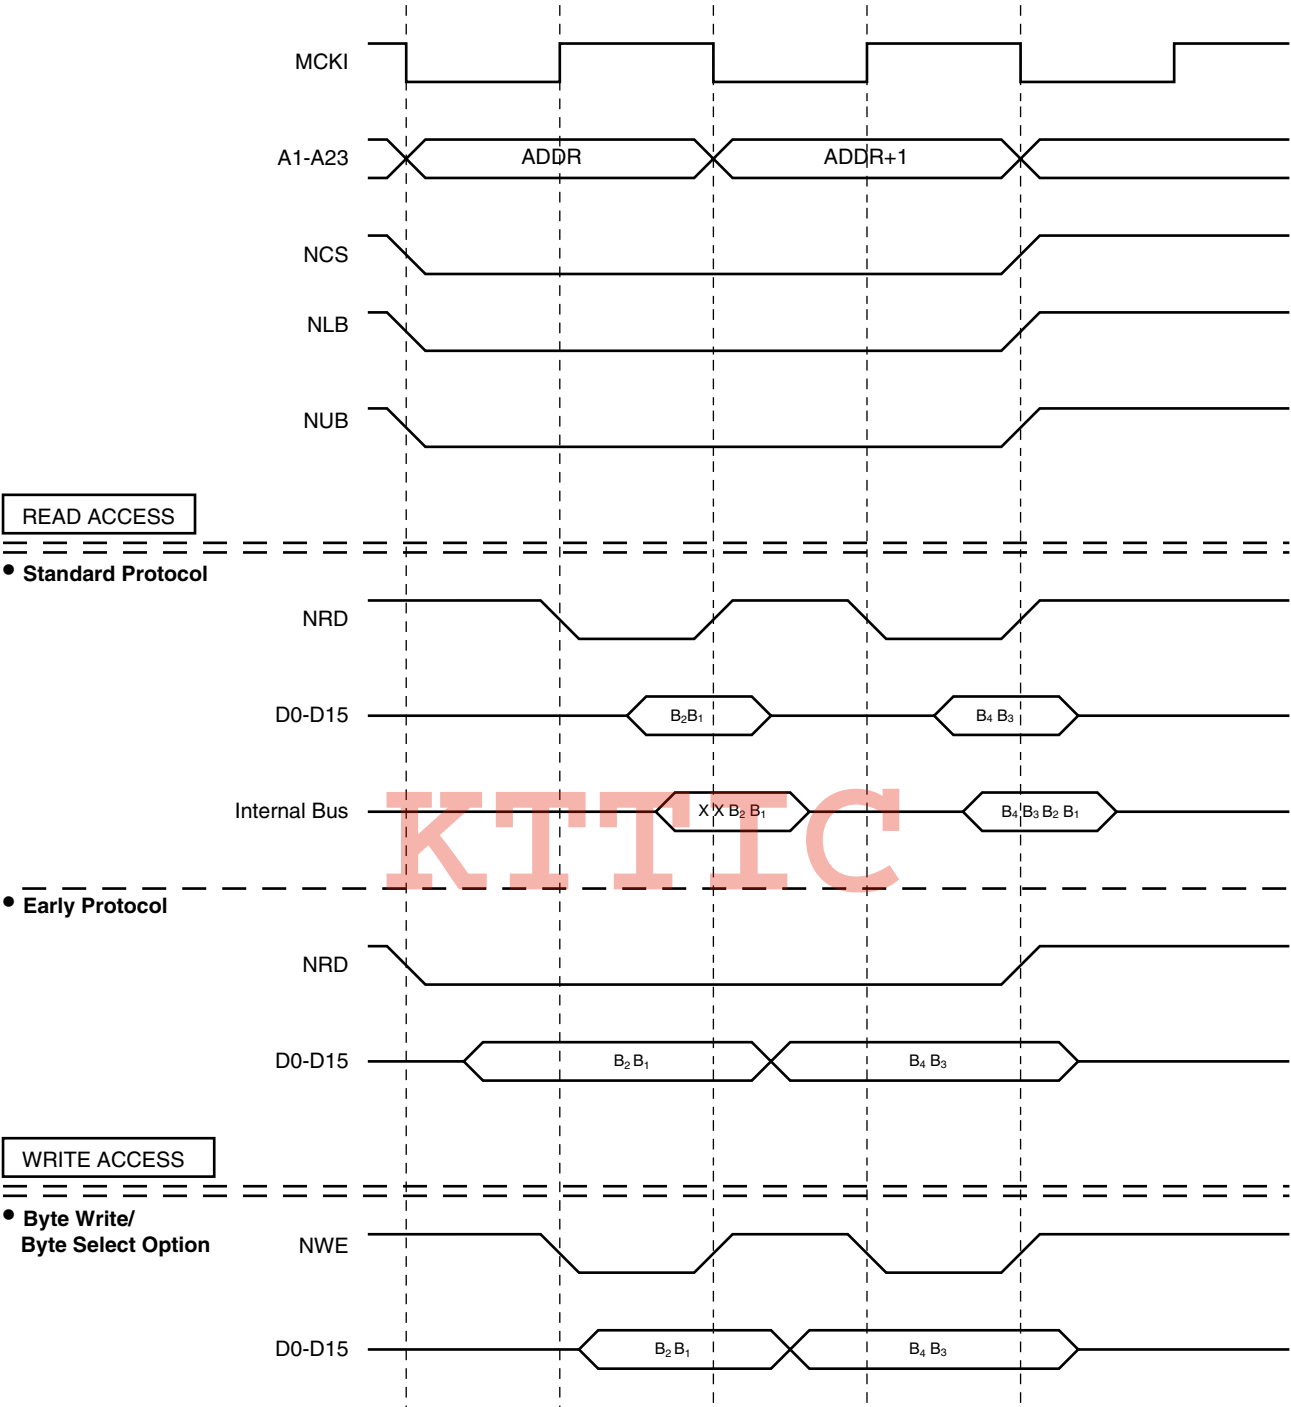 MCKI
A1-A23 ADDR ADDR+1
NCS
NLB
NUB
READ ACCESS
• Standard Protocol
NRD
D0-D15 B₂B₁ B₄ B₃
Internal Bus X X B₂ B₁ B₄ B₃ B₂ B₁
KTTIC
• Early Protocol
NRD
D0-D15 B₂ B₁ B₄ B₃
WRITE ACCESS
• Byte Write/
Byte Select Option
NWE
D0-D15 B₂ B₁ B₄ B₃